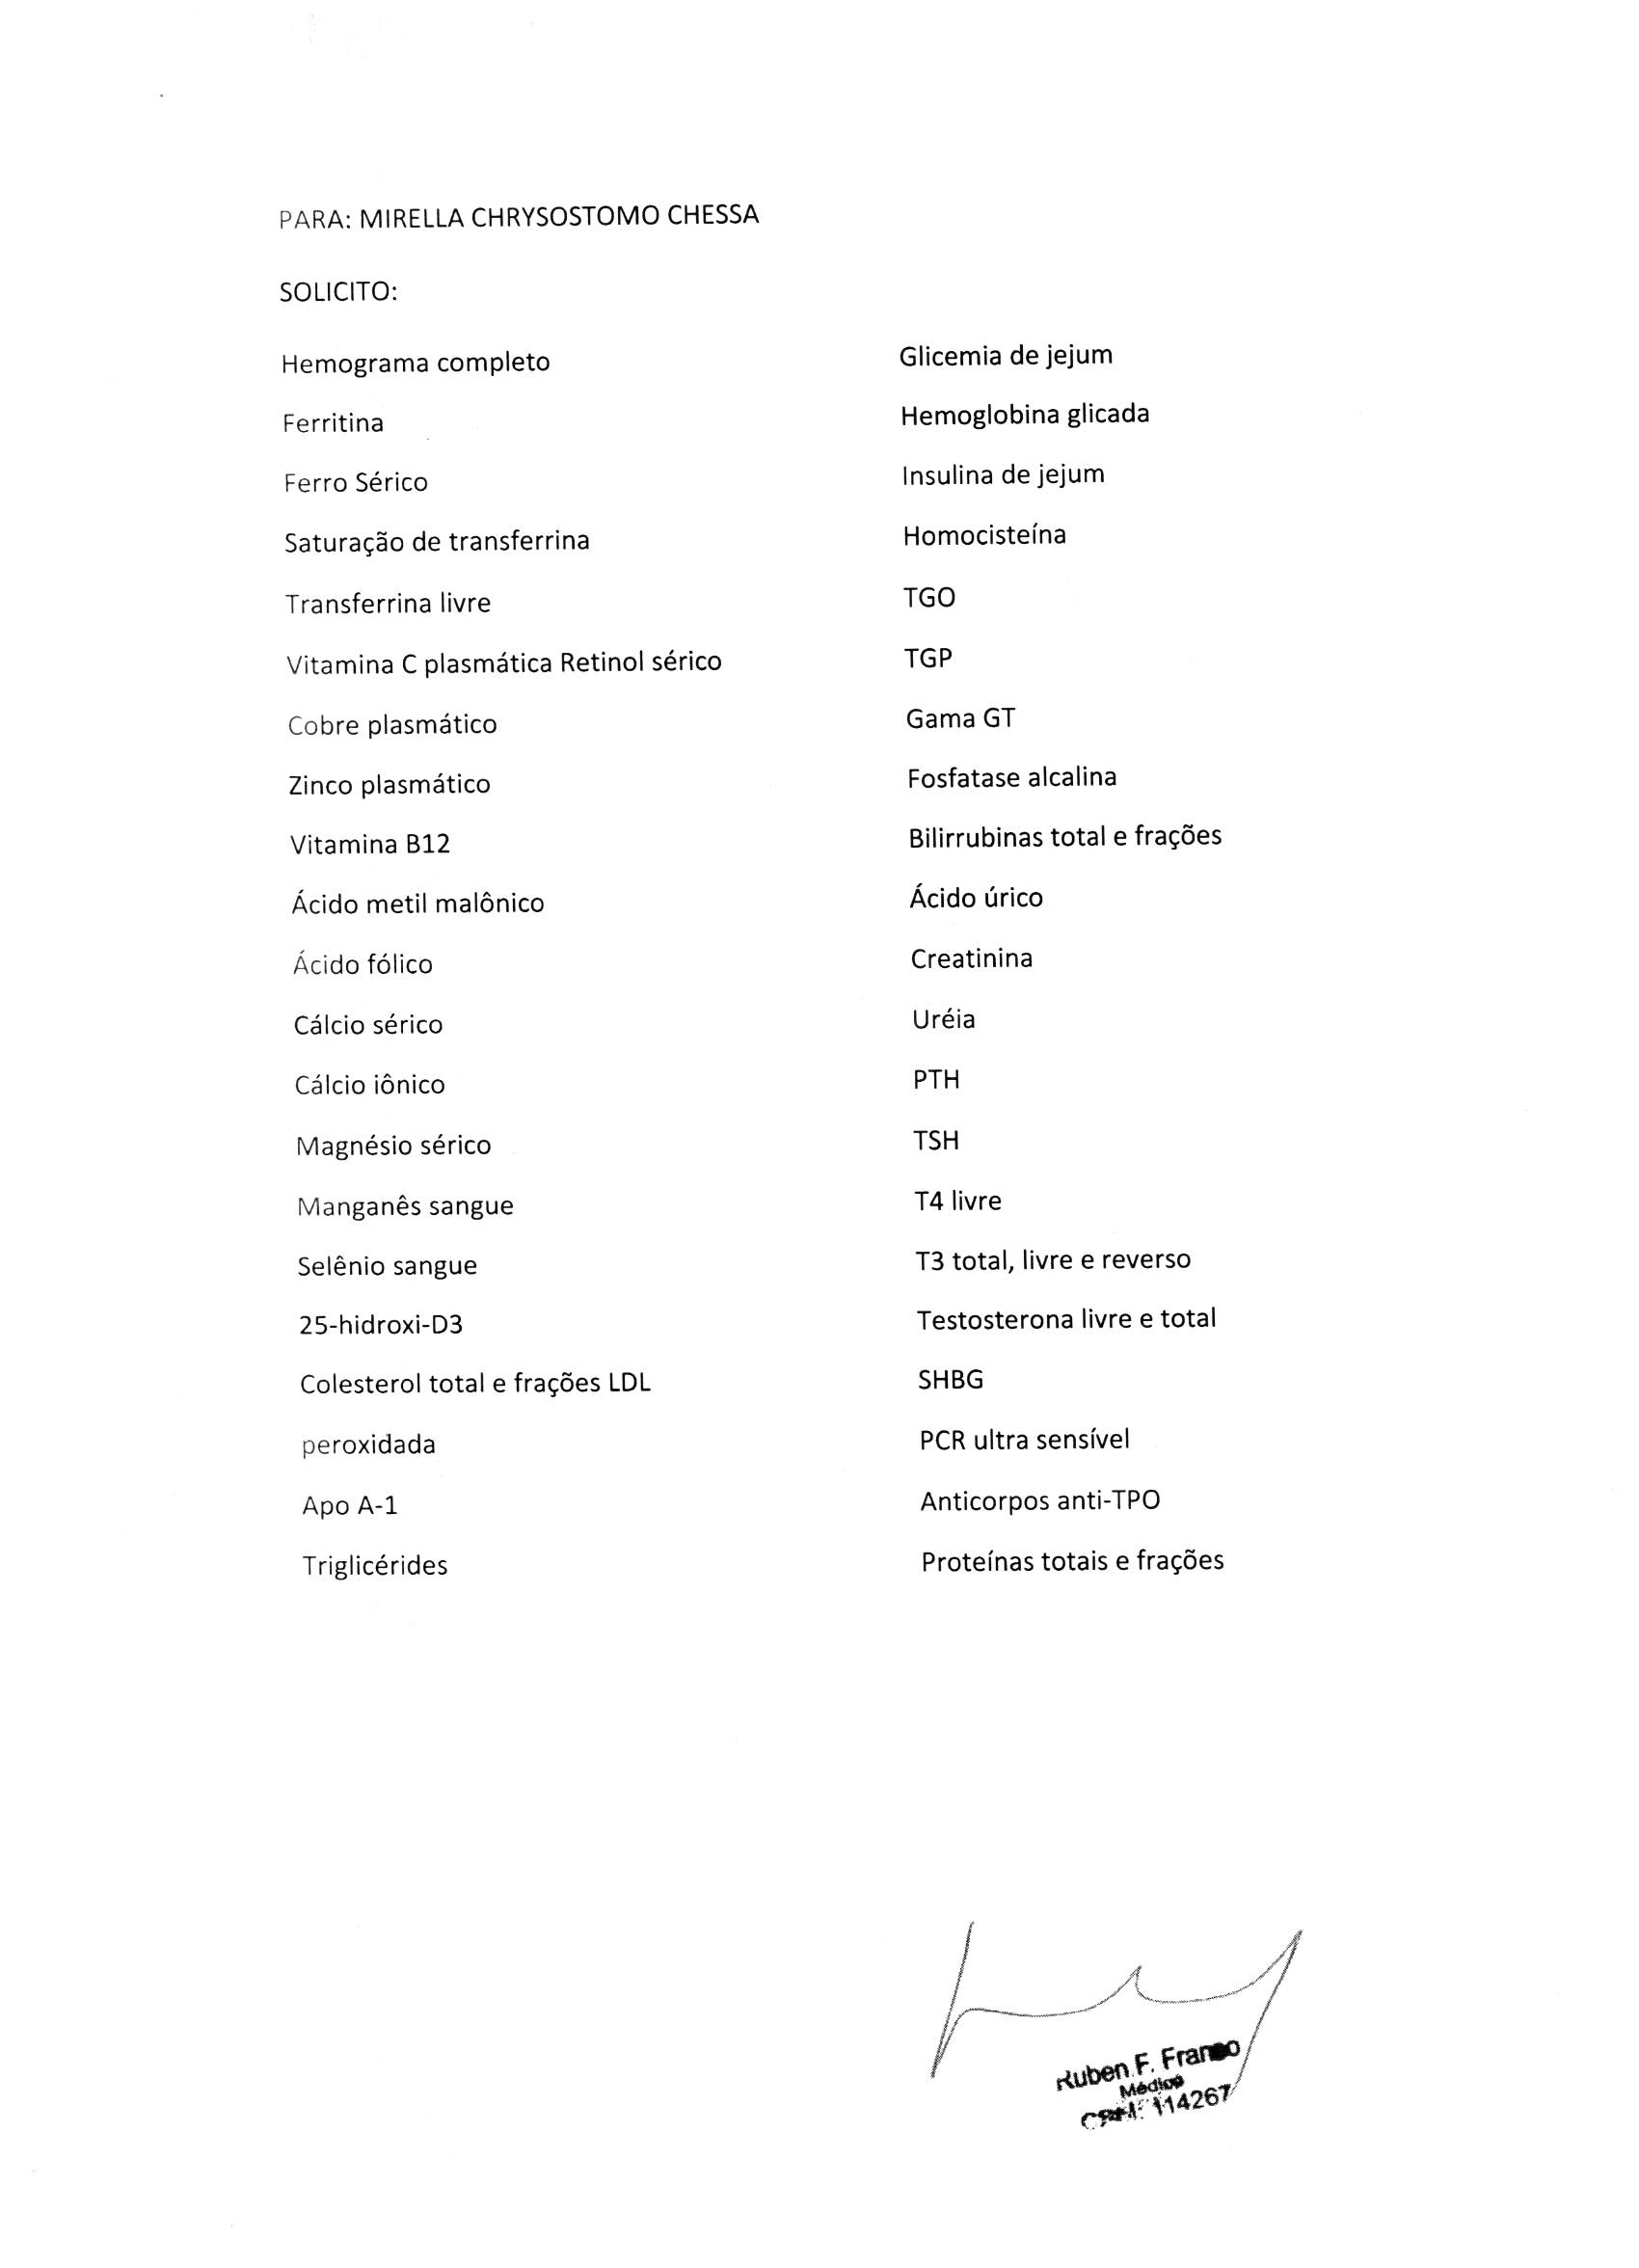 PARA: MIRELLA CHRYSOSTOMO CHESSA
SOLICITO:
Hemograma completo
Ferritina
Ferro Sérico
Saturação de transferrina
Transferrina livre
Vitamina C plasmática Retinol sérico
Cobre plasmático
Zinco plasmático
Vitamina B12
Ácido metil malônico
Ácido fólico
Cálcio sérico
Cálcio iônico
Magnésio sérico
Manganês sangue
Selênio sangue
25-hidroxi-D3
Colesterol total e frações LDL
peroxidada
Apo A-1
Triglicérides
Glicemia de jejum
Hemoglobina glicada
Insulina de jejum
Homocisteína
TGO
TGP
Gama GT
Fosfatase alcalina
Bilirrubinas total e frações
Ácido úrico
Creatinina
Uréia
PTH
TSH
T4 livre
T3 total, livre e reverso
Testosterona livre e total
SHBG
PCR ultra sensível
Anticorpos anti-TPO
Proteínas totais e frações
Ruben F. Franco
Médico
CRM: 114267